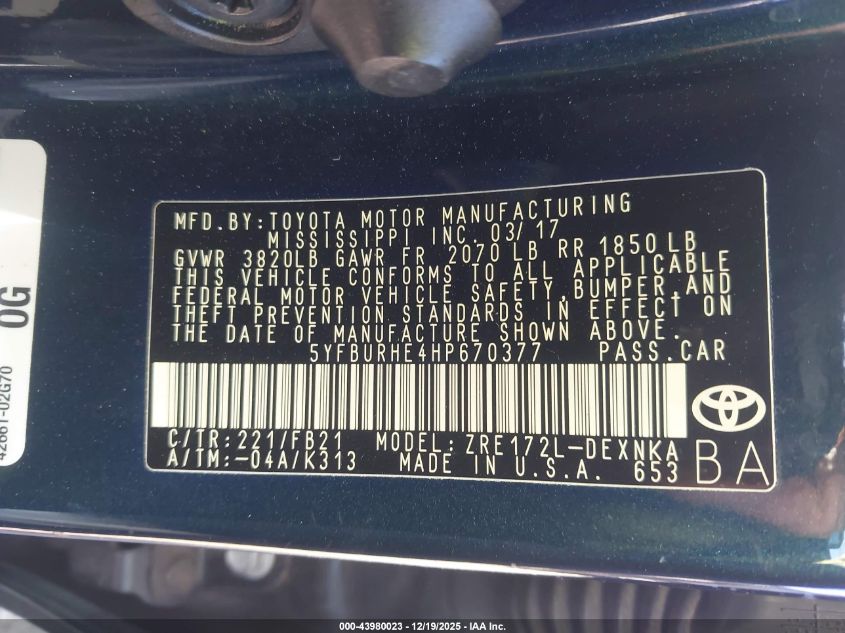 MFD.BY:TOYOTA MOTOR MANUFACTURING
MISSISSIPPI INC. 03/17
GVWR 3820LB GAWR FR 2070 LB RR 1850 LB
THIS VEHICLE CONFORMS TO ALL APPLICABLE
FEDERAL MOTOR VEHICLE SAFETY,BUMPER,AND
THEFT PREVENTION STANDARDS IN EFFECT ON
THE DATE OF MANUFACTURE SHOWN ABOVE.
5YFBURHE4HP670377 PASS.CAR
C/TR:221/FB21 MODEL:ZRE172L-DEXNKA
A/TM:-04A/K313 MADE IN U.S.A. 653
BA
0G
42661-02G70
000-43980023 - 12/19/2025 - IAA Inc.